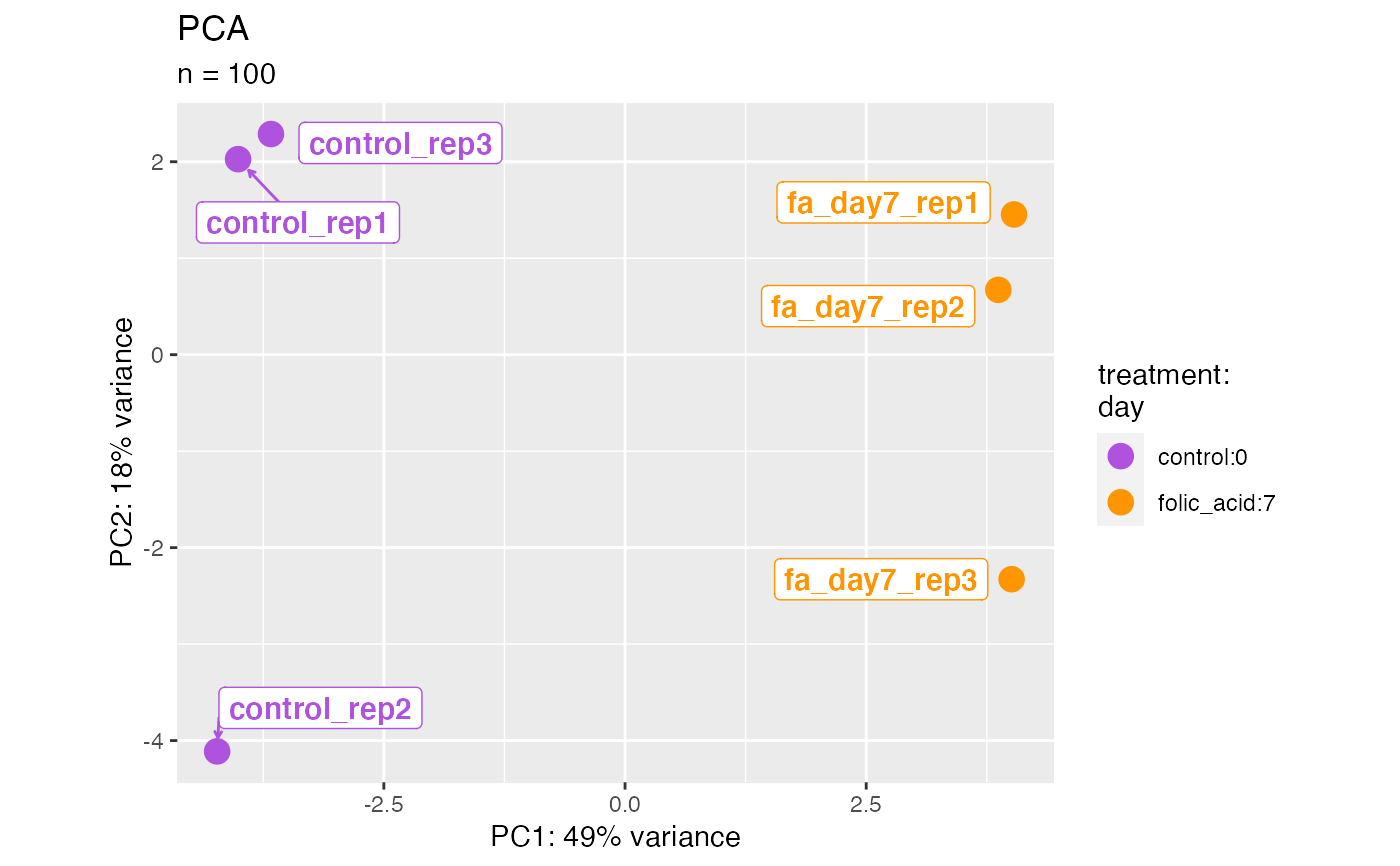 PCA
n = 100
control_rep3
control_rep1
fa_day7_rep1
fa_day7_rep2
fa_day7_rep3
control_rep2
2
0
-2
-4
PC2: 18% variance
-2.5
0.0
2.5
PC1: 49% variance
treatment:
day
control:0
folic_acid:7